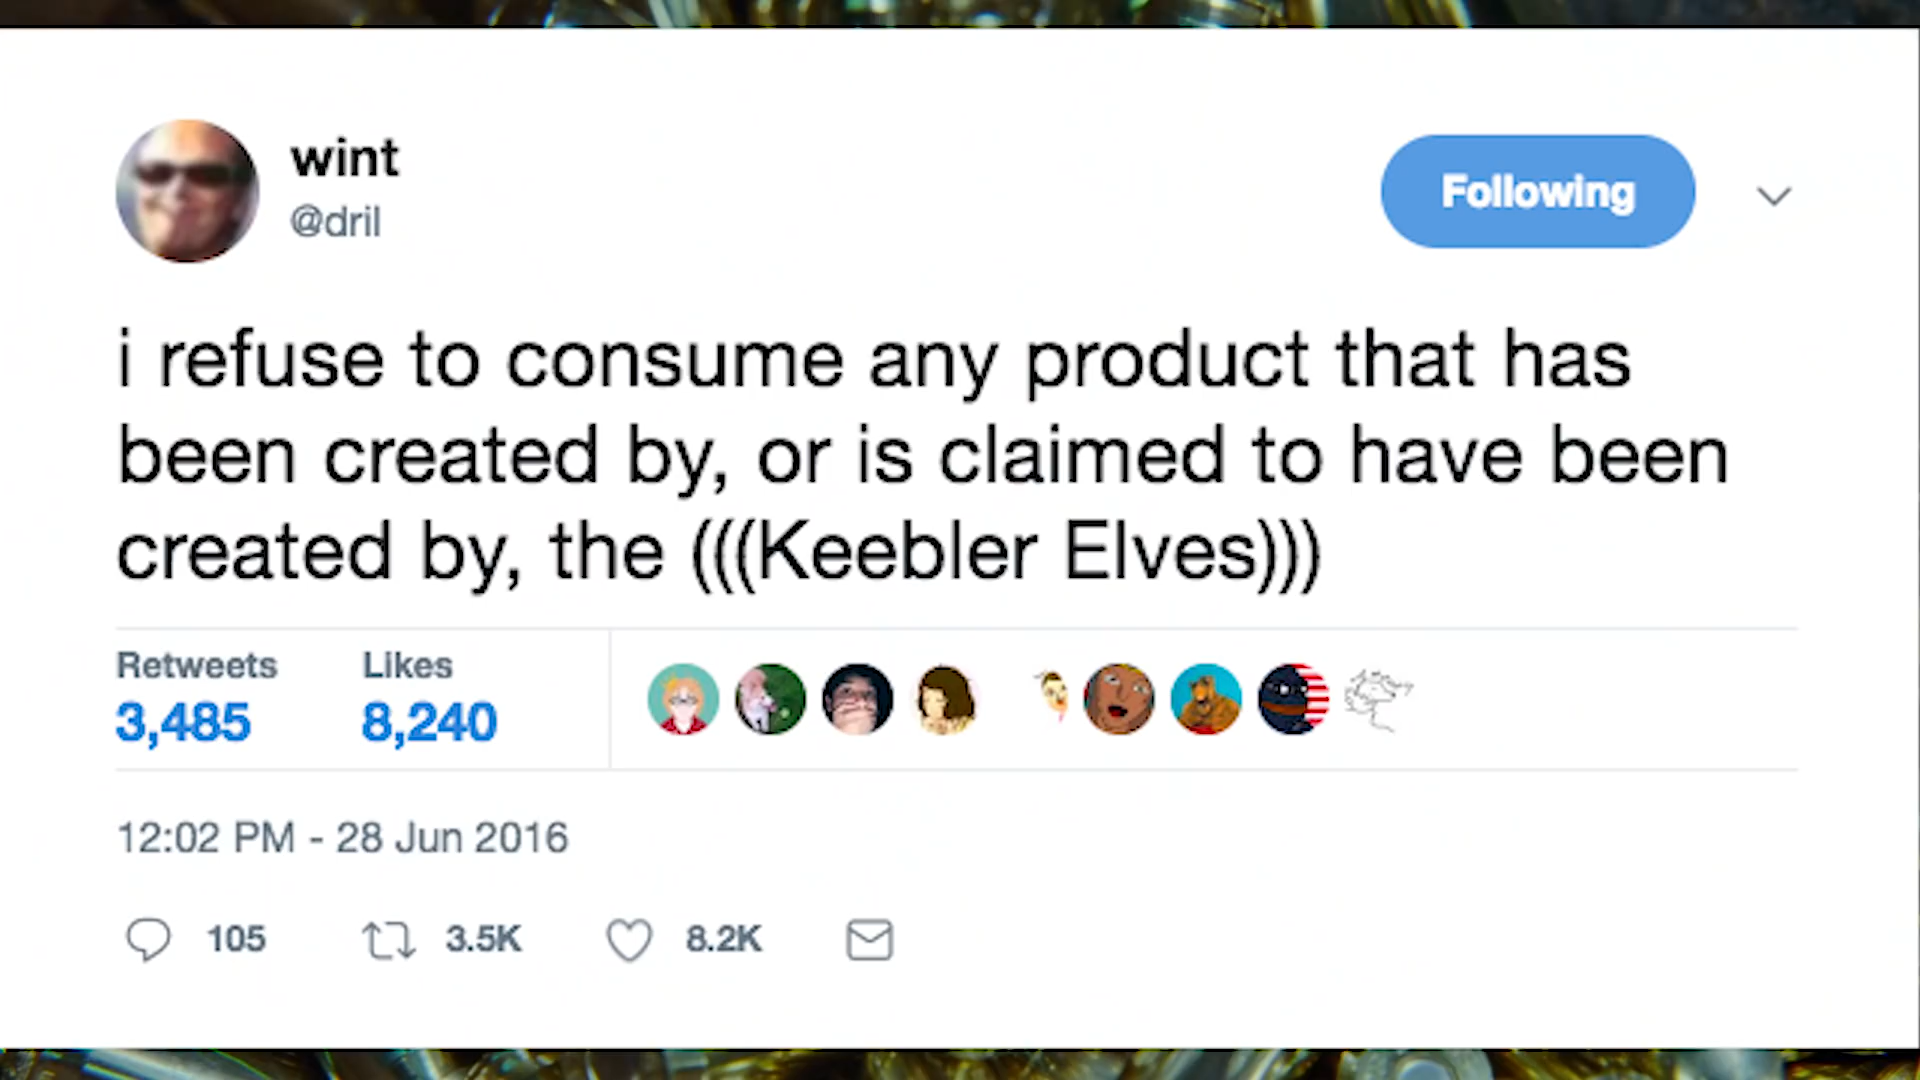 wint
@dril
Following
i refuse to consume any product that has
been created by, or is claimed to have been
created by, the (((Keebler Elves)))
Retweets Likes
3,485 8,240
12:02 PM - 28 Jun 2016
105 3.5K 8.2K